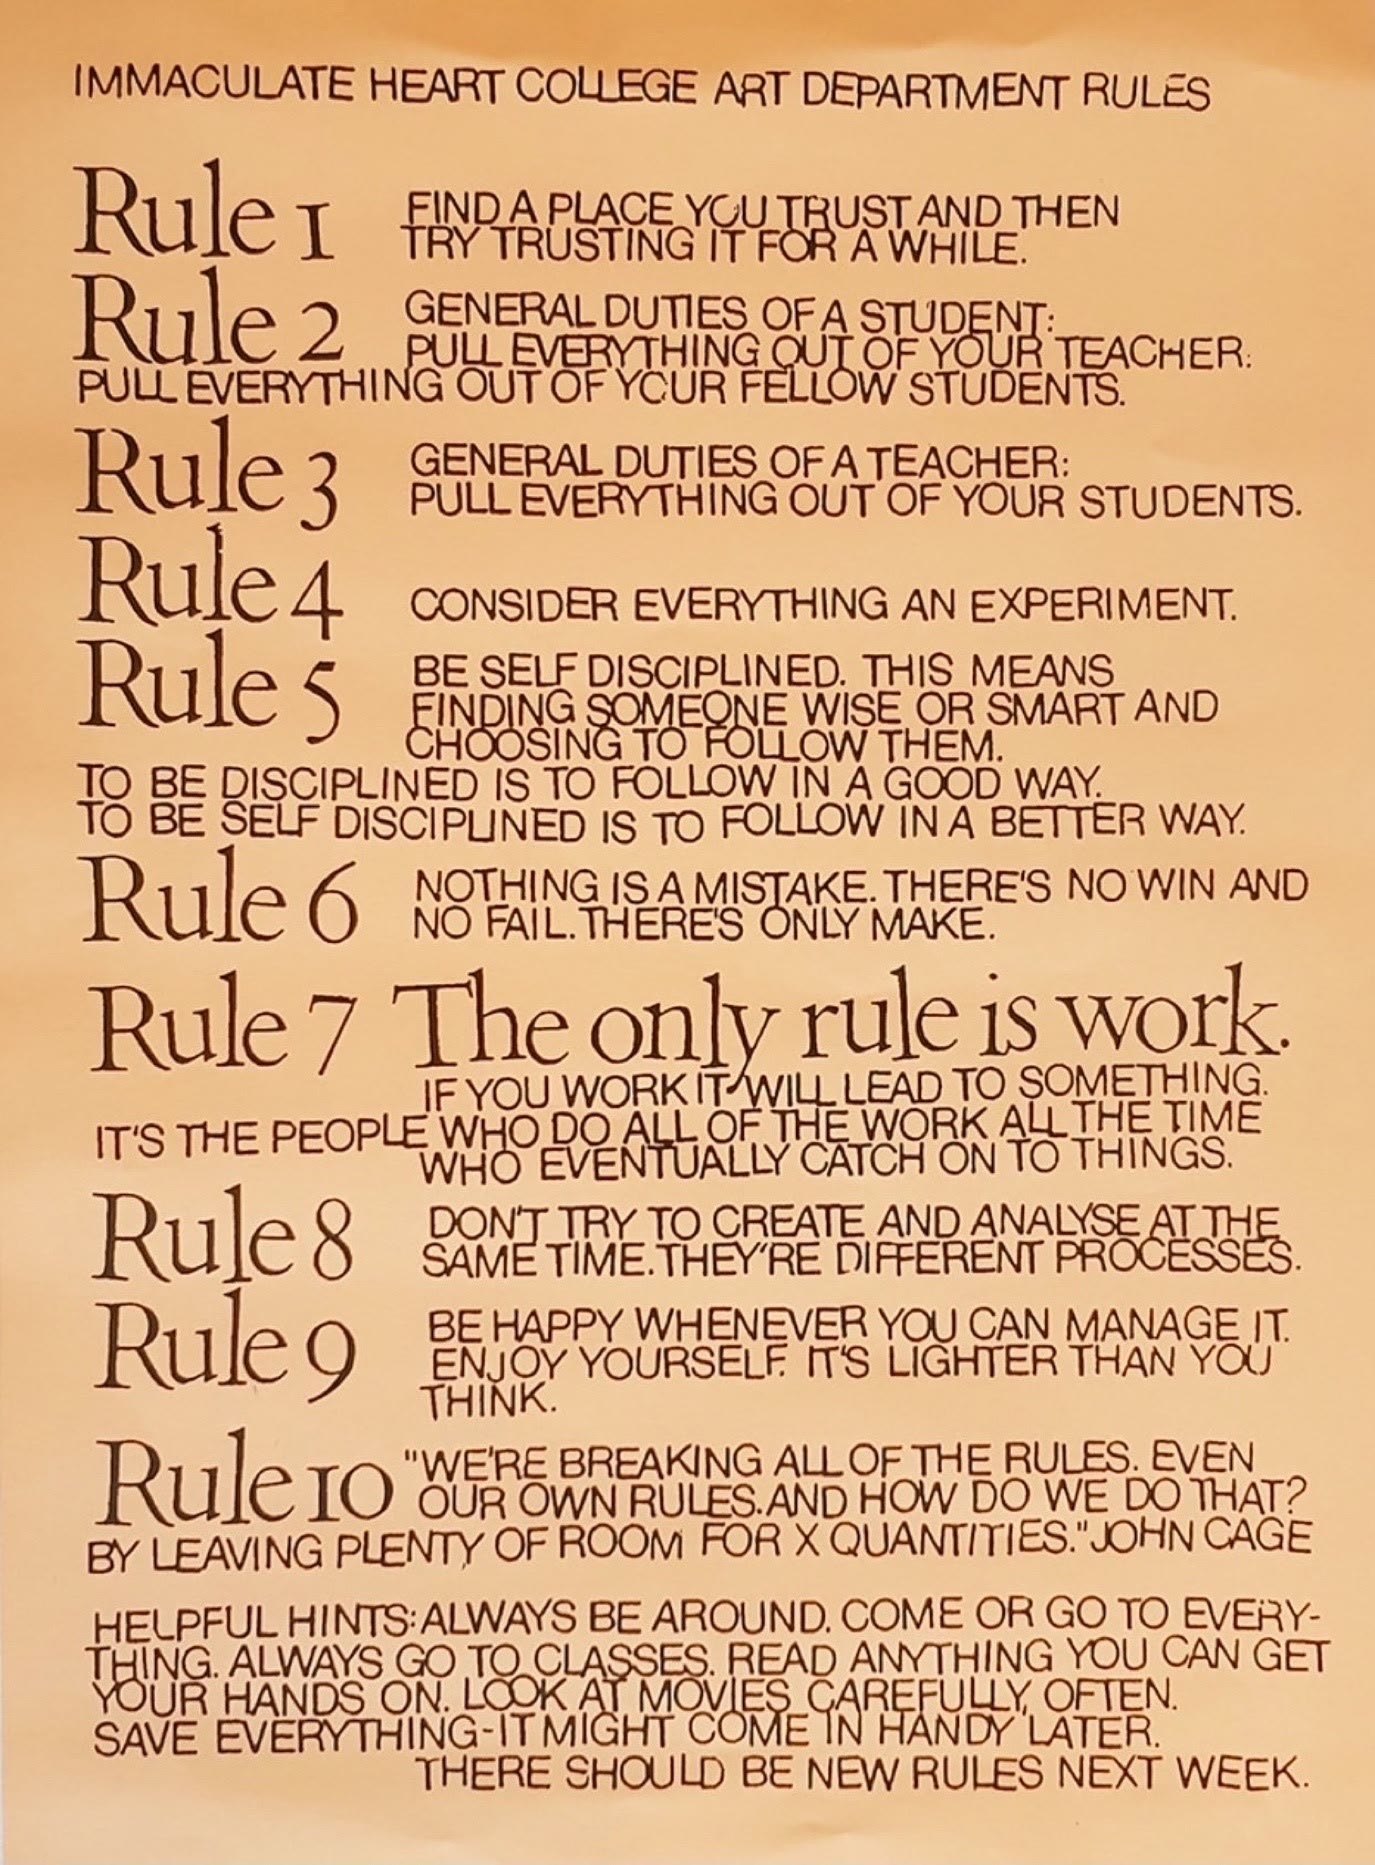 IMMACULATE HEART COLLEGE ART DEPARTMENT RULES
Rule 1 FIND A PLACE YOU TRUST AND THEN
TRY TRUSTING IT FOR A WHILE.
Rule 2 GENERAL DUTIES OF A STUDENT:
PULL EVERYTHING OUT OF YOUR TEACHER.
PULL EVERYTHING OUT OF YOUR FELLOW STUDENTS.
Rule 3 GENERAL DUTIES OF A TEACHER:
PULL EVERYTHING OUT OF YOUR STUDENTS.
Rule 4 CONSIDER EVERYTHING AN EXPERIMENT.
Rule 5 BE SELF DISCIPLINED. THIS MEANS
FINDING SOMEONE WISE OR SMART AND
CHOOSING TO FOLLOW THEM.
TO BE DISCIPLINED IS TO FOLLOW IN A GOOD WAY.
TO BE SELF DISCIPLINED IS TO FOLLOW IN A BETTER WAY.
Rule 6 NOTHING IS A MISTAKE. THERE'S NO WIN AND
NO FAIL. THERE'S ONLY MAKE.
Rule 7 The only rule is work.
IF YOU WORK IT WILL LEAD TO SOMETHING.
IT'S THE PEOPLE WHO DO ALL OF THE WORK ALL THE TIME
WHO EVENTUALLY CATCH ON TO THINGS.
Rule 8 DON'T TRY TO CREATE AND ANALYSE AT THE
SAME TIME. THEY'RE DIFFERENT PROCESSES.
Rule 9 BE HAPPY WHENEVER YOU CAN MANAGE IT.
ENJOY YOURSELF. IT'S LIGHTER THAN YOU
THINK.
Rule 10 "WE'RE BREAKING ALL OF THE RULES. EVEN
OUR OWN RULES. AND HOW DO WE DO THAT?
BY LEAVING PLENTY OF ROOM FOR X QUANTITIES." JOHN CAGE
HELPFUL HINTS: ALWAYS BE AROUND. COME OR GO TO EVERY-
THING. ALWAYS GO TO CLASSES. READ ANYTHING YOU CAN GET
YOUR HANDS ON. LOOK AT MOVIES CAREFULLY, OFTEN.
SAVE EVERYTHING-IT MIGHT COME IN HANDY LATER.
THERE SHOULD BE NEW RULES NEXT WEEK.